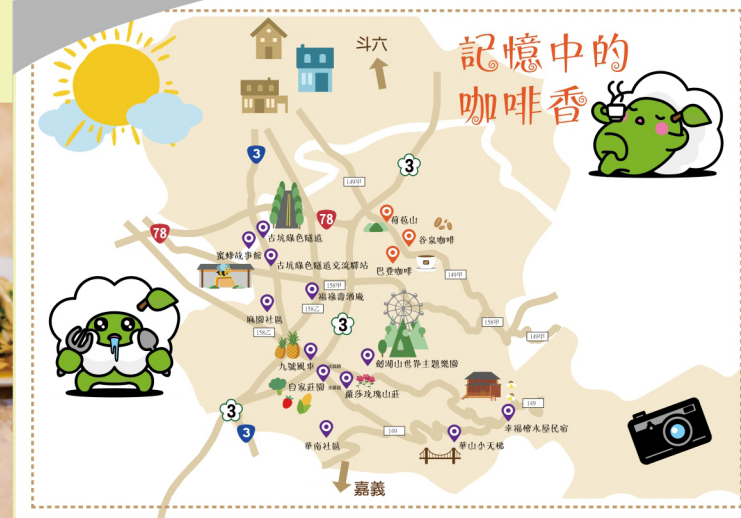 記憶中的
咖啡香
斗六
3
3
149甲
78
78
荷苞山
古坑綠色隧道
谷泉咖啡
蜜蜂故事館
古坑綠色隧道交流驛站
巴登咖啡
149甲
158甲
福祿壽酒廠
麻園社區
158乙
3
158甲
158乙
149甲
九號風車
劍湖山世界主題樂園
自家莊園
蘿莎玫瑰山莊
3
3
149
149
幸福檜木屋民宿
華南社區
華山小天梯
嘉義